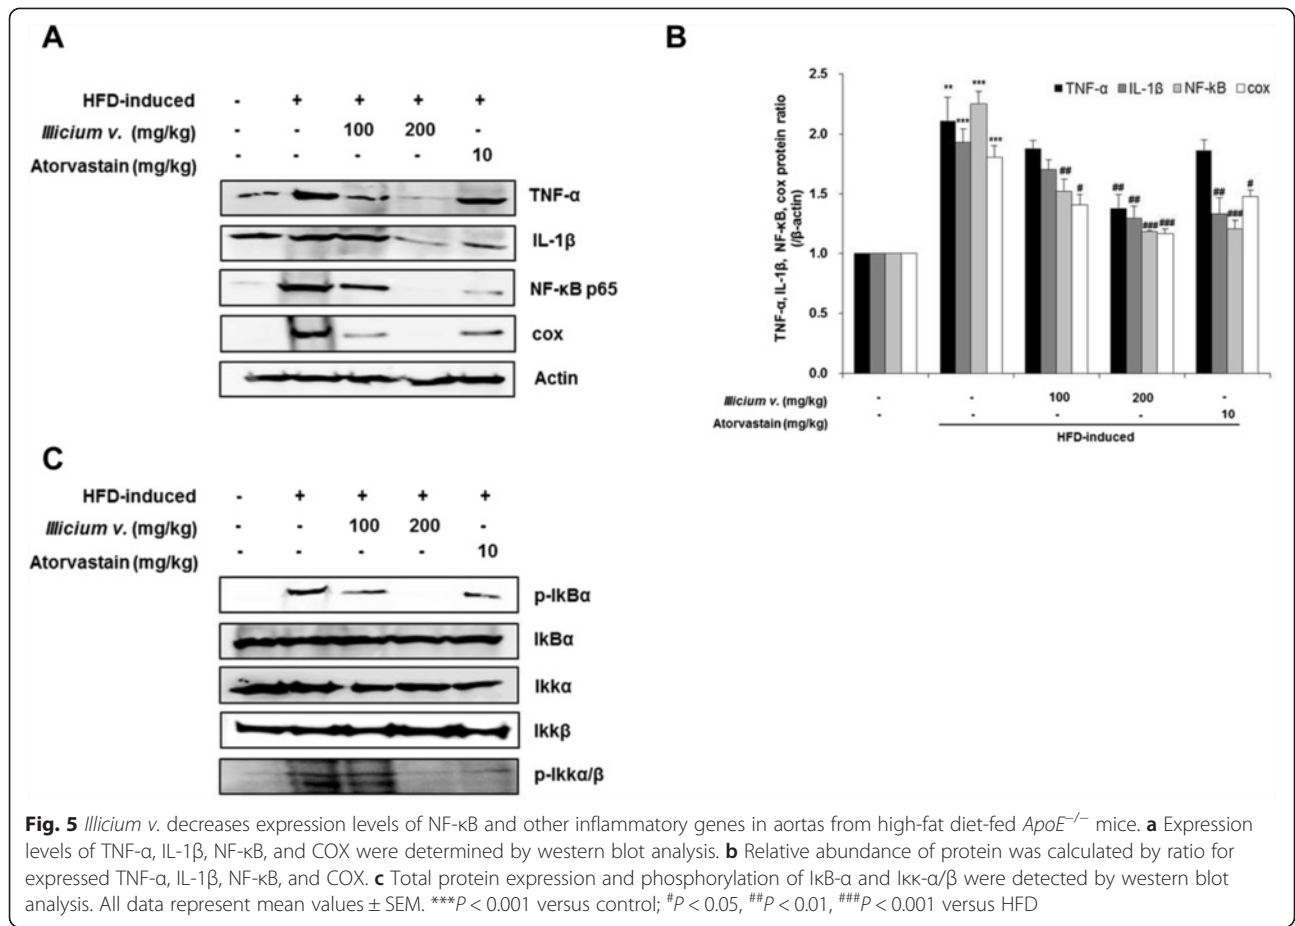 A
HFD-induced - + + + +
Illicium v. (mg/kg) - - 100 200 -
Atorvastain (mg/kg) - - - - 10
TNF-α
IL-1β
NF-κB p65
cox
Actin
B
TNF-α, IL-1β, NF-κB, cox protein ratio
(/β-actin)
2.5
2.0
1.5
1.0
0.5
0.0
TNF-α IL-1β NF-kB cox
** *** *** ***
## #
## ## ### ###
## ### #
Illicium v. (mg/kg) - - 100 200 -
Atorvastain (mg/kg) - - - - 10
HFD-induced
C
HFD-induced - + + + +
Illicium v. (mg/kg) - - 100 200 -
Atorvastain (mg/kg) - - - - 10
p-IkBα
IkBα
Ikkα
Ikkβ
p-Ikkα/β
Fig. 5 Illicium v. decreases expression levels of NF-κB and other inflammatory genes in aortas from high-fat diet-fed ApoE−/− mice. a Expression
levels of TNF-α, IL-1β, NF-κB, and COX were determined by western blot analysis. b Relative abundance of protein was calculated by ratio for
expressed TNF-α, IL-1β, NF-κB, and COX. c Total protein expression and phosphorylation of IκB-α and Iκκ-α/β were detected by western blot
analysis. All data represent mean values ± SEM. ***P < 0.001 versus control; #P < 0.05, ##P < 0.01, ###P < 0.001 versus HFD